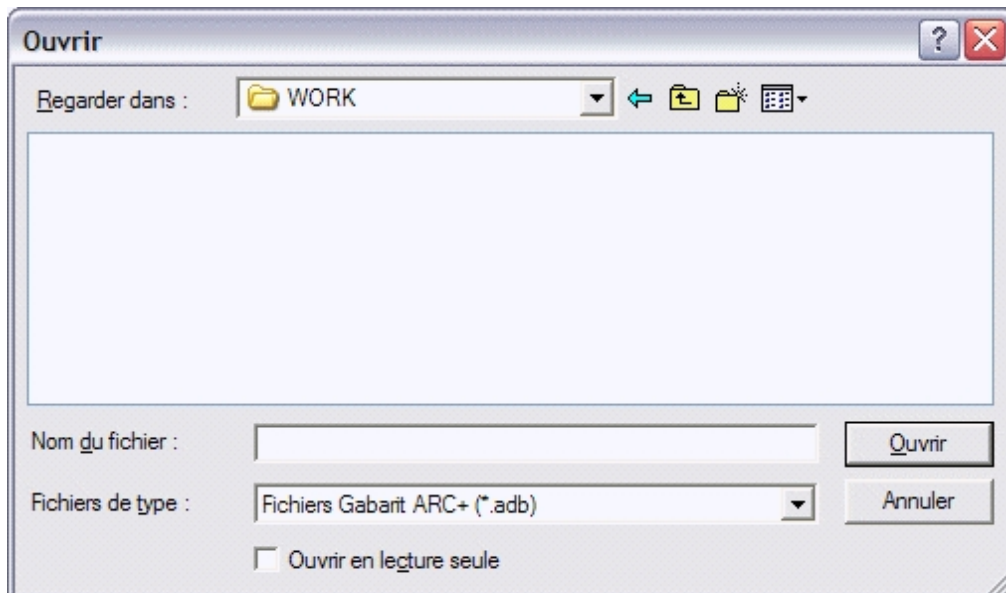 Ouvrir
Regarder dans : WORK
Nom du fichier : Ouvrir
Fichiers de type : Fichiers Gabarit ARC+ (*.adb) Annuler
Ouvrir en lecture seule